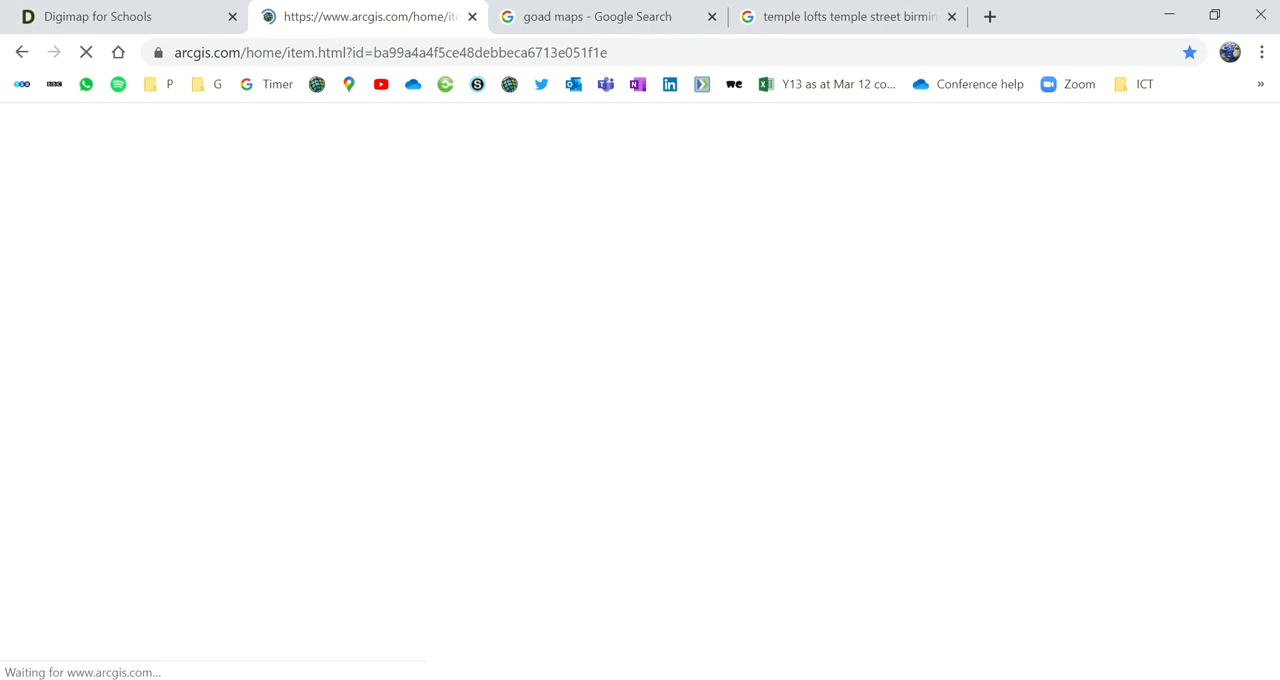 Digimap for Schools https://www.arcgis.com/home/it goad maps - Google Search temple lofts temple street birmin
arcgis.com/home/item.html?id=ba99a4a4f5ce48debbeca6713e051f1e
BBC P G Timer we Y13 as at Mar 12 co... Conference help Zoom ICT »
Waiting for www.arcgis.com...